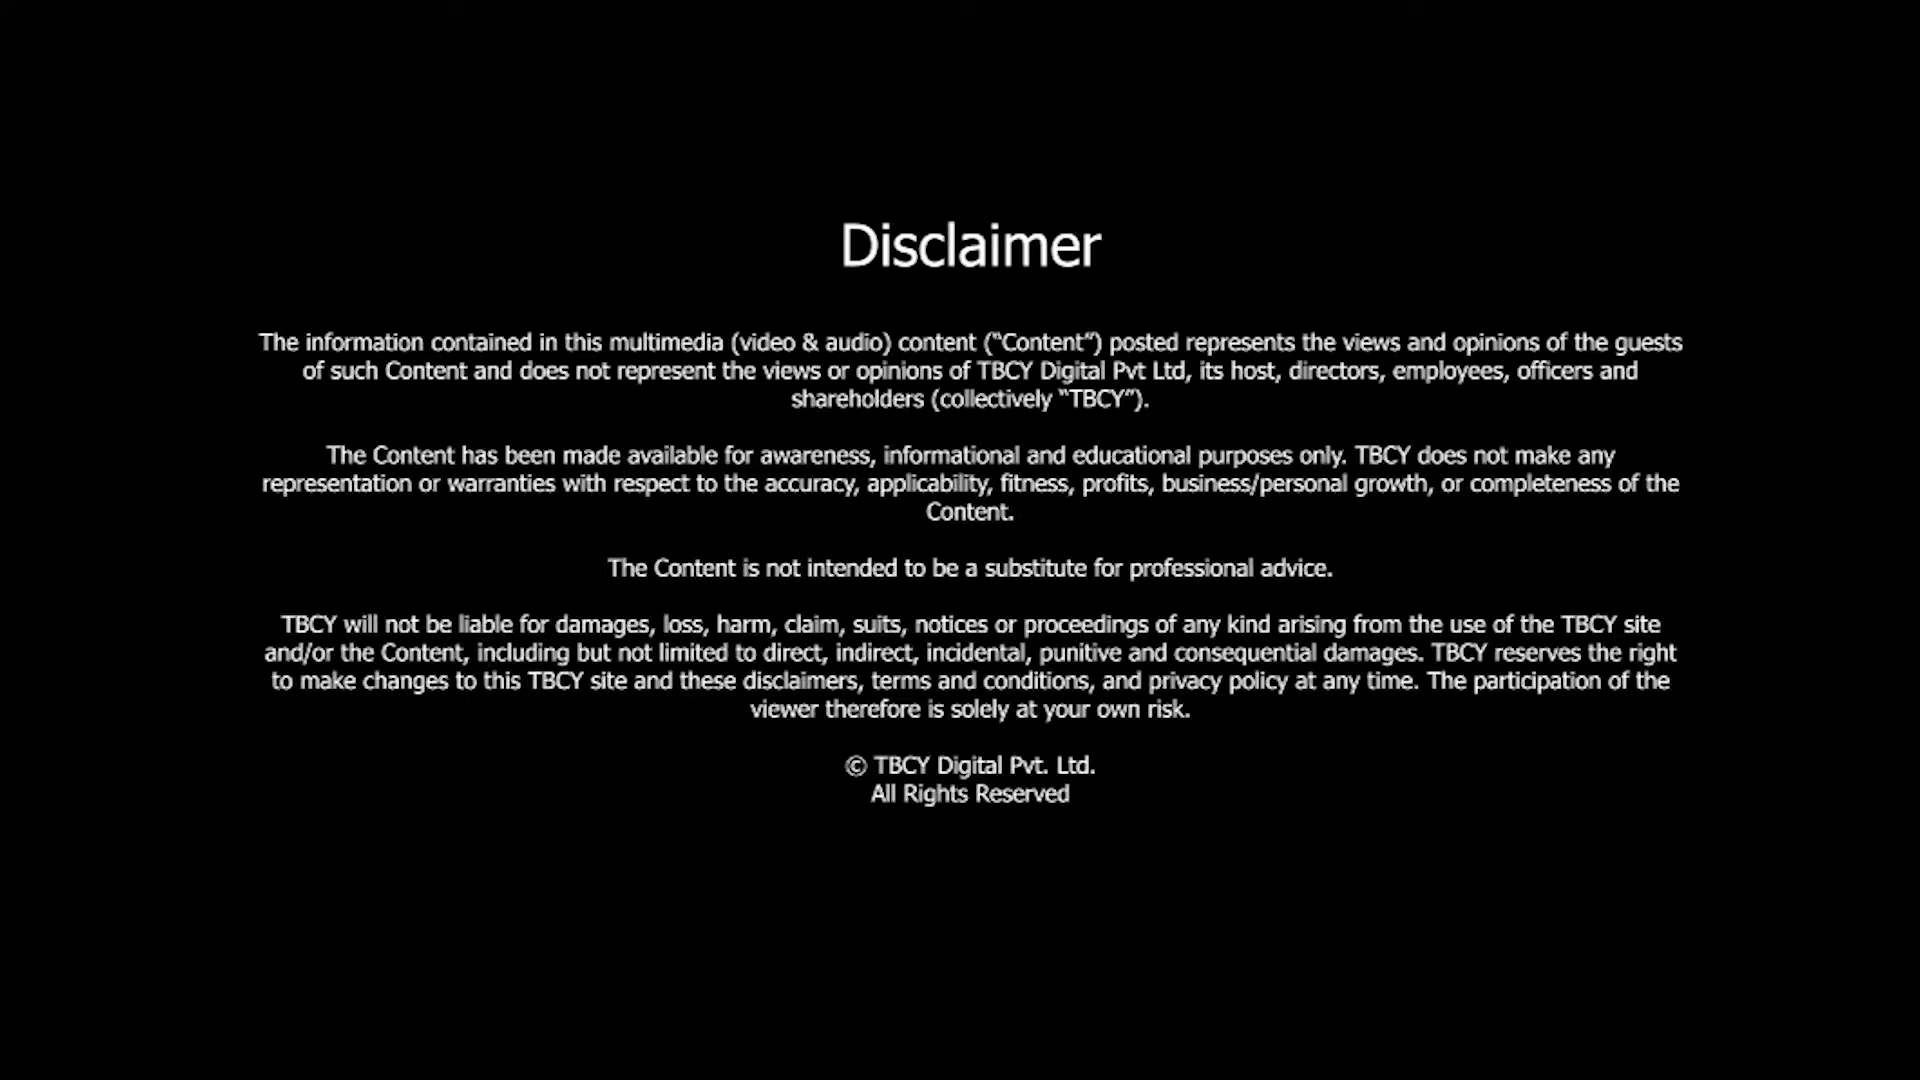 Disclaimer
The information contained in this multimedia (video & audio) content (“Content”) posted represents the views and opinions of the guests
of such Content and does not represent the views or opinions of TBCY Digital Pvt Ltd, its host, directors, employees, officers and
shareholders (collectively “TBCY”).
The Content has been made available for awareness, informational and educational purposes only. TBCY does not make any
representation or warranties with respect to the accuracy, applicability, fitness, profits, business/personal growth, or completeness of the
Content.
The Content is not intended to be a substitute for professional advice.
TBCY will not be liable for damages, loss, harm, claim, suits, notices or proceedings of any kind arising from the use of the TBCY site
and/or the Content, including but not limited to direct, indirect, incidental, punitive and consequential damages. TBCY reserves the right
to make changes to this TBCY site and these disclaimers, terms and conditions, and privacy policy at any time. The participation of the
viewer therefore is solely at your own risk.
© TBCY Digital Pvt. Ltd.
All Rights Reserved